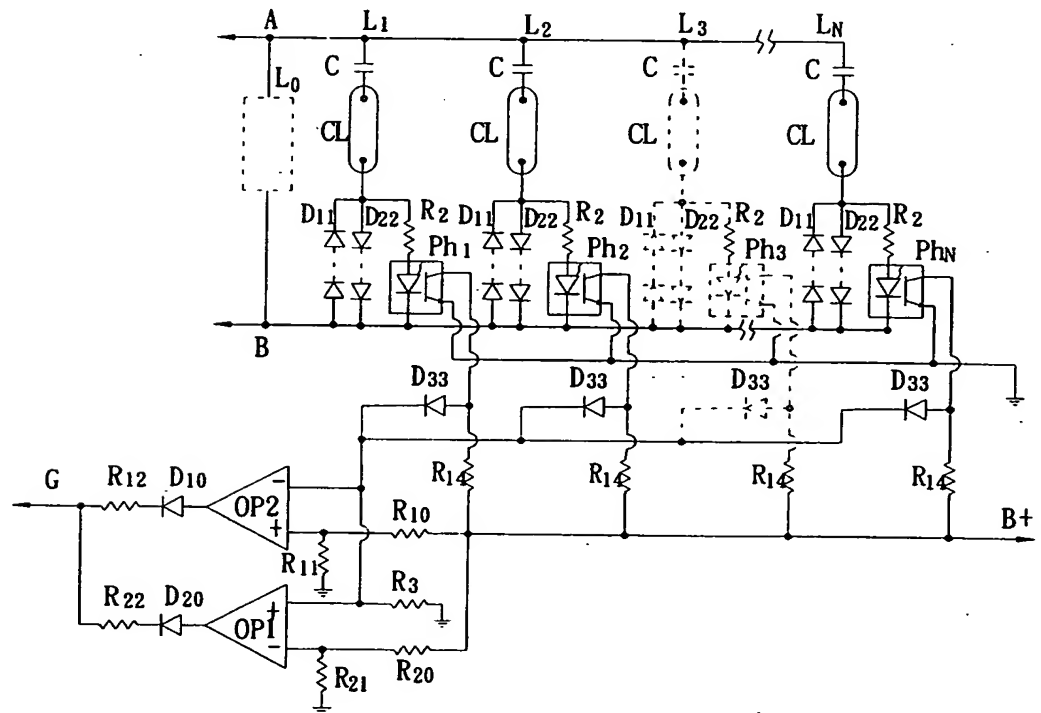 A L1 L2 L3 LN
C C C C
L0
CL CL CL CL
D11 D22 R2 D11 D22 R2 D11 D22 R2 D11 D22 R2
Ph1 Ph2 Ph3 PhN
B
D33 D33 D33 D33
R14 R14 R14 R14
G R12 D10 - OP2 + R10 B+
R11
R22 D20 + OP1 - R3
R21 R20